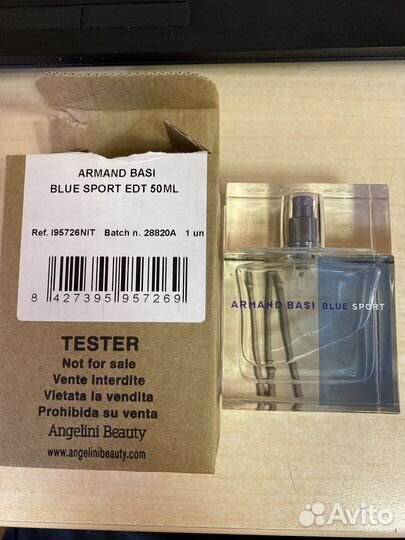 ARMAND BASI
BLUE SPORT EDT 50ML
Ref. I95726NIT Batch n. 28820A 1 un
8 427395 957269
TESTER
Not for sale
Vente interdite
Vietata la vendita
Prohibida su venta
Angelini Beauty
www.angelinibeauty.com
ARMAND BASI BLUE SPORT
Avito